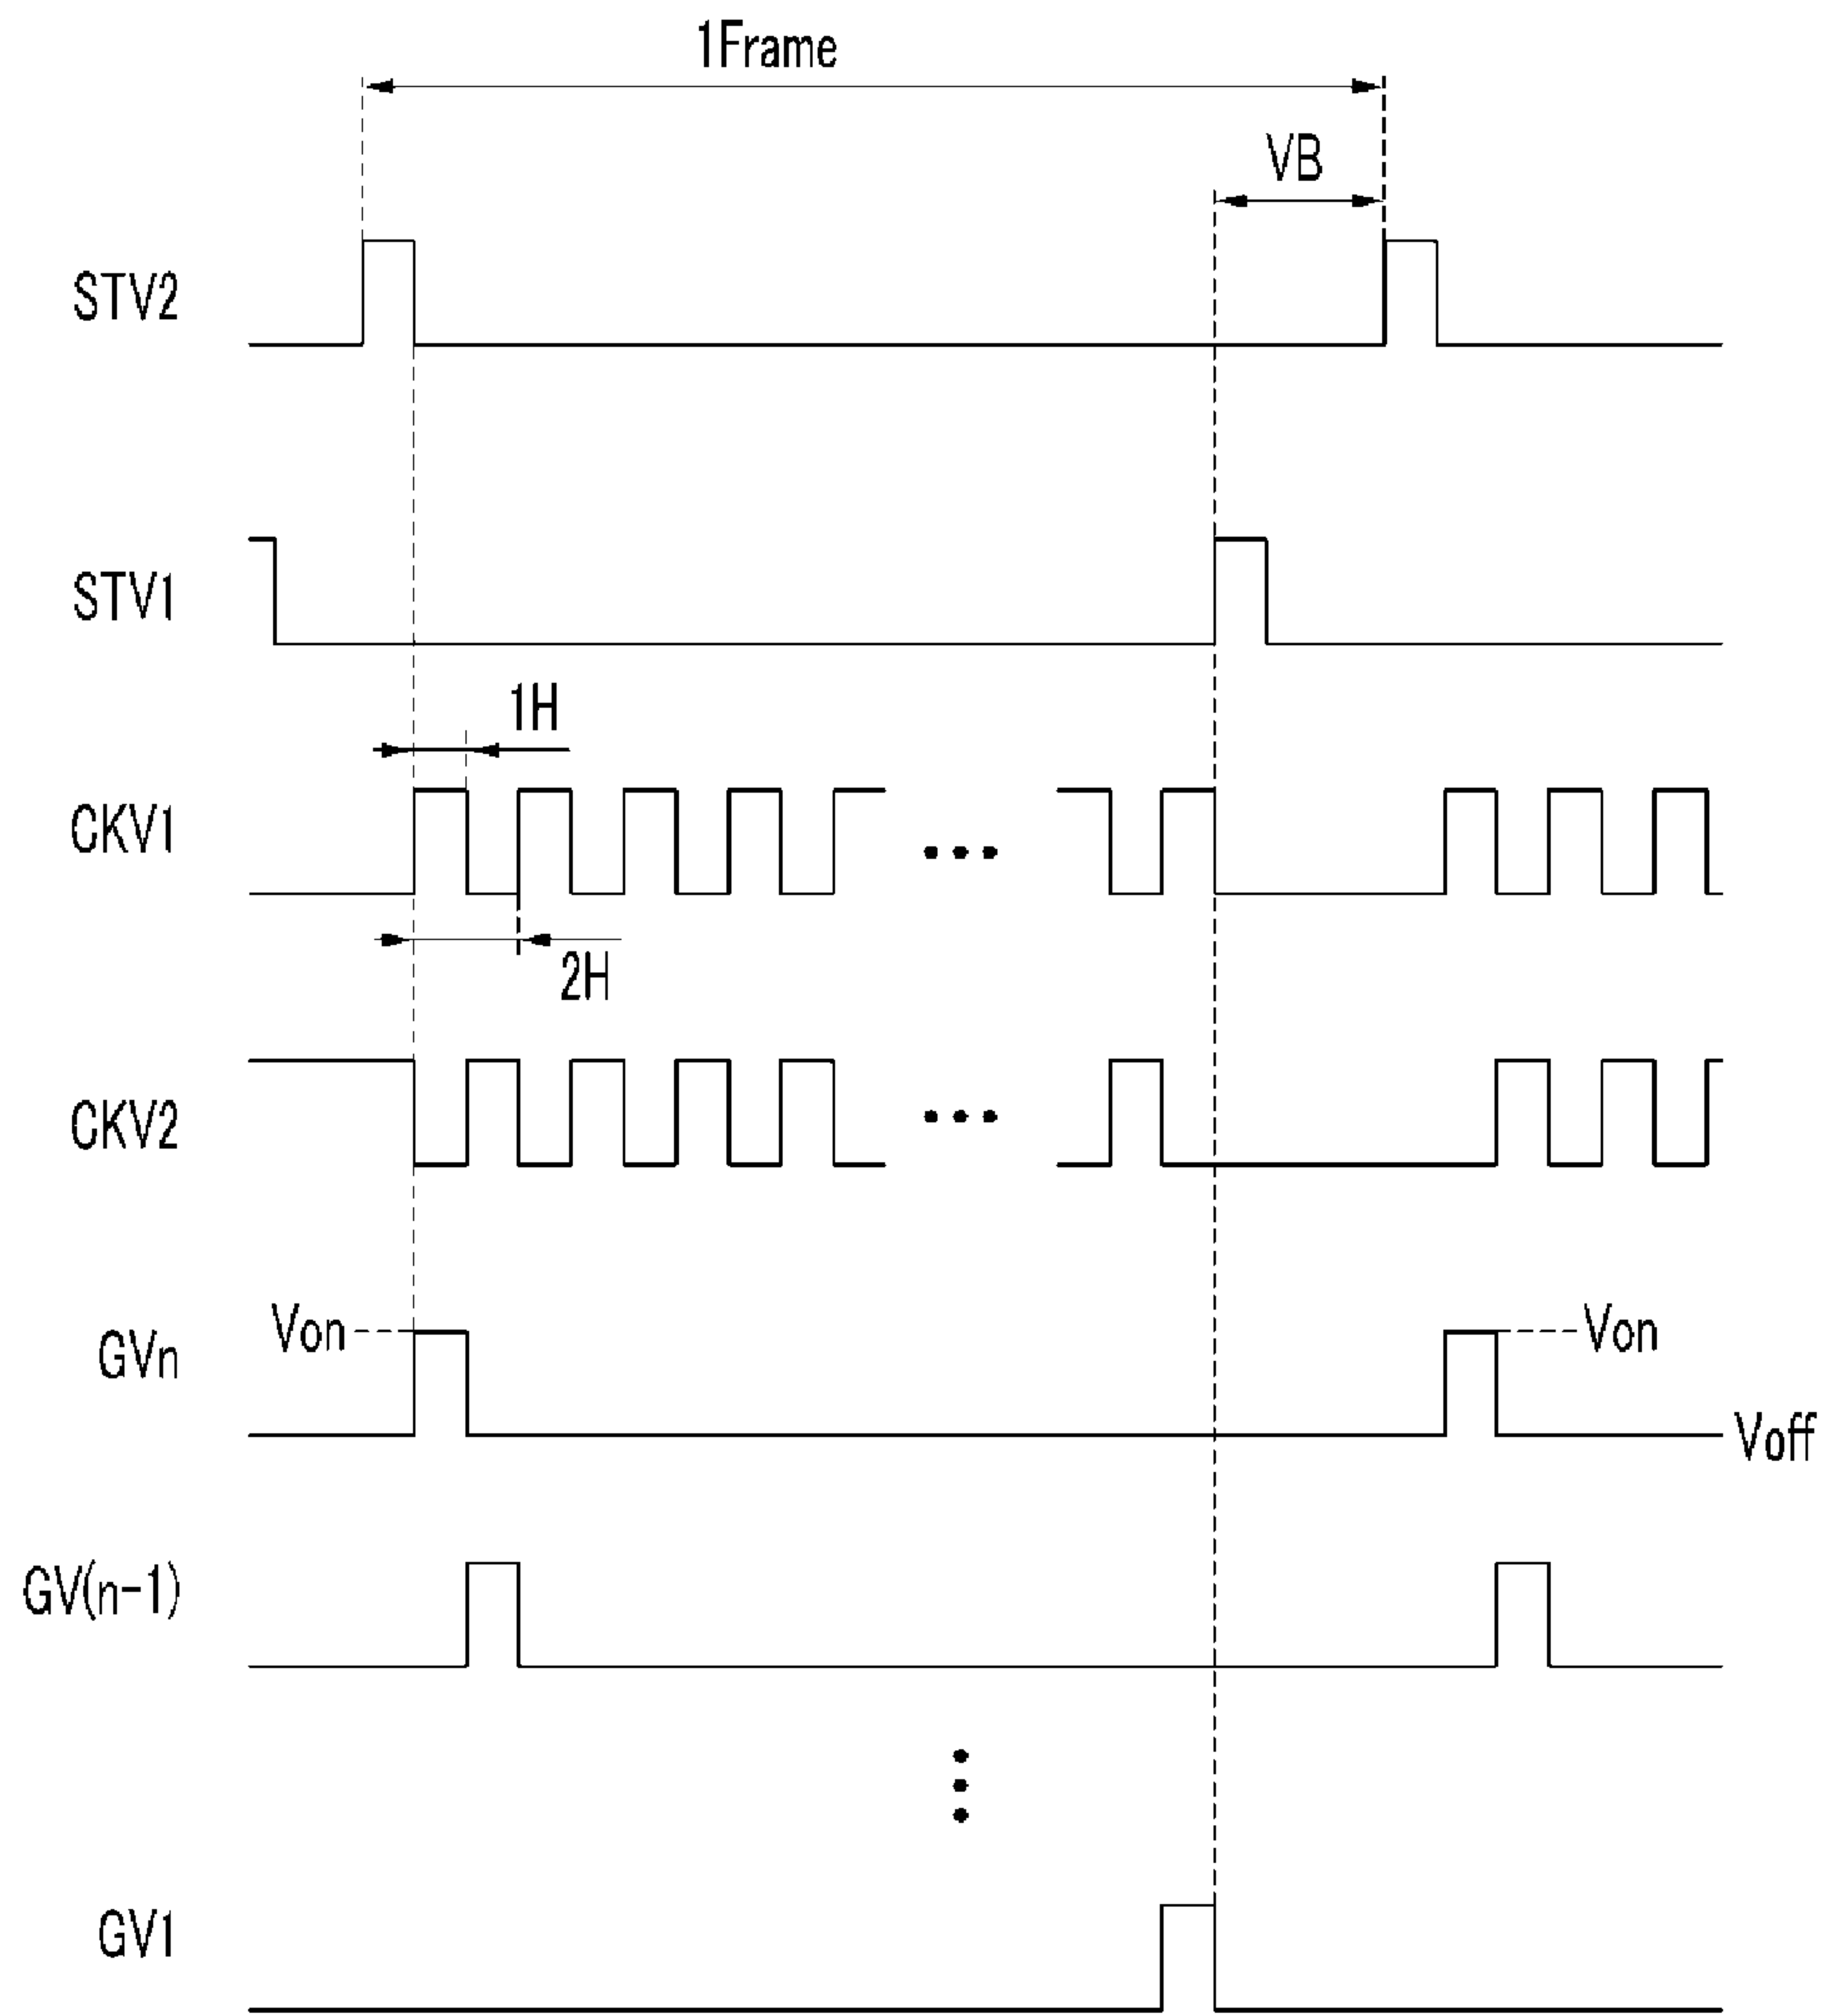 1Frame
VB
STV2
STV1
1H
CKV1
2H
CKV2
Von
Von
GVn
Voff
GV(n-1)
GV1